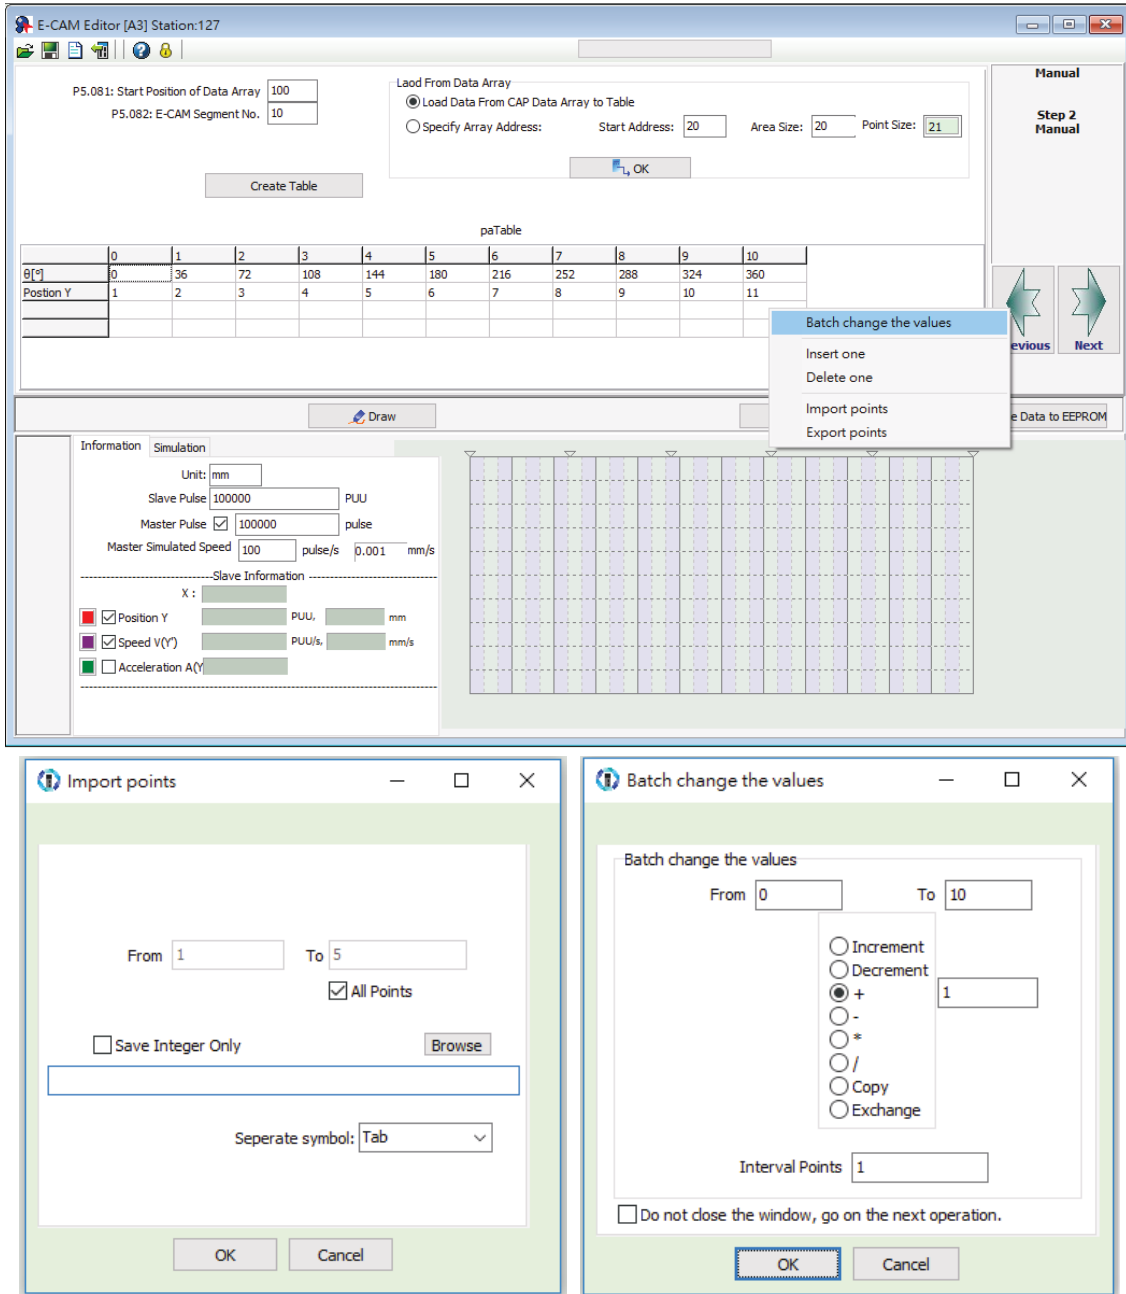 E-CAM Editor [A3] Station:127
P5.081: Start Position of Data Array 100
P5.082: E-CAM Segment No. 10
Create Table
Laod From Data Array
Load Data From CAP Data Array to Table
Specify Array Address: Start Address: 20 Area Size: 20 Point Size: 21
OK
Manual
Step 2
Manual
paTable
0 1 2 3 4 5 6 7 8 9 10
θ[°] 0 36 72 108 144 180 216 252 288 324 360
Postion Y 1 2 3 4 5 6 7 8 9 10 11
Batch change the values
Insert one
Delete one
Import points
Export points
evious Next
Draw
e Data to EEPROM
Information Simulation
Unit: mm
Slave Pulse 100000 PUU
Master Pulse 100000 pulse
Master Simulated Speed 100 pulse/s 0.001 mm/s
Slave Information
X :
Position Y PUU, mm
Speed V(Y') PUU/s, mm/s
Acceleration A(Y
Import points
From 1 To 5
All Points
Save Integer Only Browse
Seperate symbol: Tab
OK Cancel
Batch change the values
Batch change the values
From 0 To 10
Increment
Decrement
+ 1
-
*
/
Copy
Exchange
Interval Points 1
Do not close the window, go on the next operation.
OK Cancel